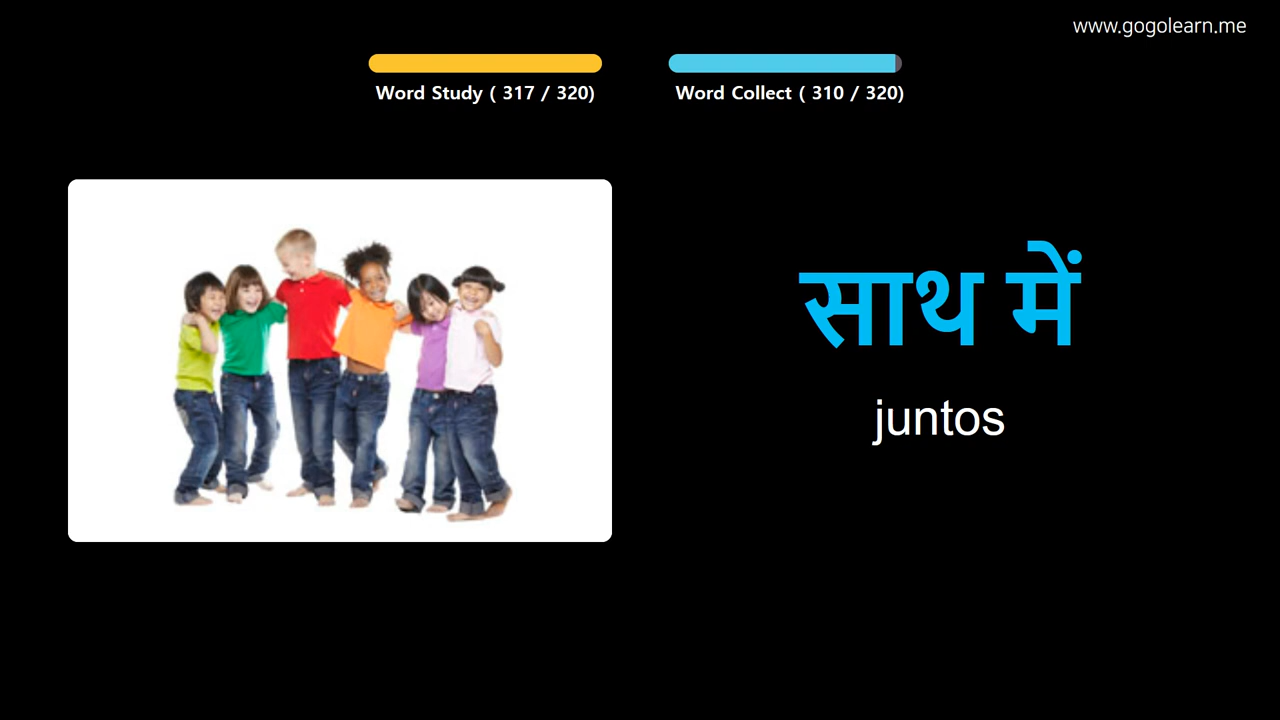 www.gogolearn.me
Word Study ( 317 / 320)
Word Collect ( 310 / 320)
साथ में
juntos